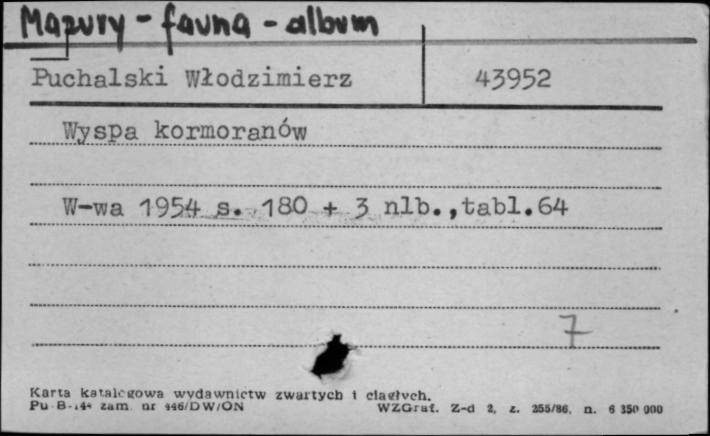 Mazury - fauna - album
Puchalski Włodzimierz 43952
Wyspa kormoranów
W-wa 1954 s. 180 + 3 nlb.,tabl.64
7
Karta katalogowa wydawnictw zwartych i ciągłych.
Pu-B-144 zam. nr 446/DW/ON WZGraf. Z-d 2, z. 255/86, n. 6 350 000